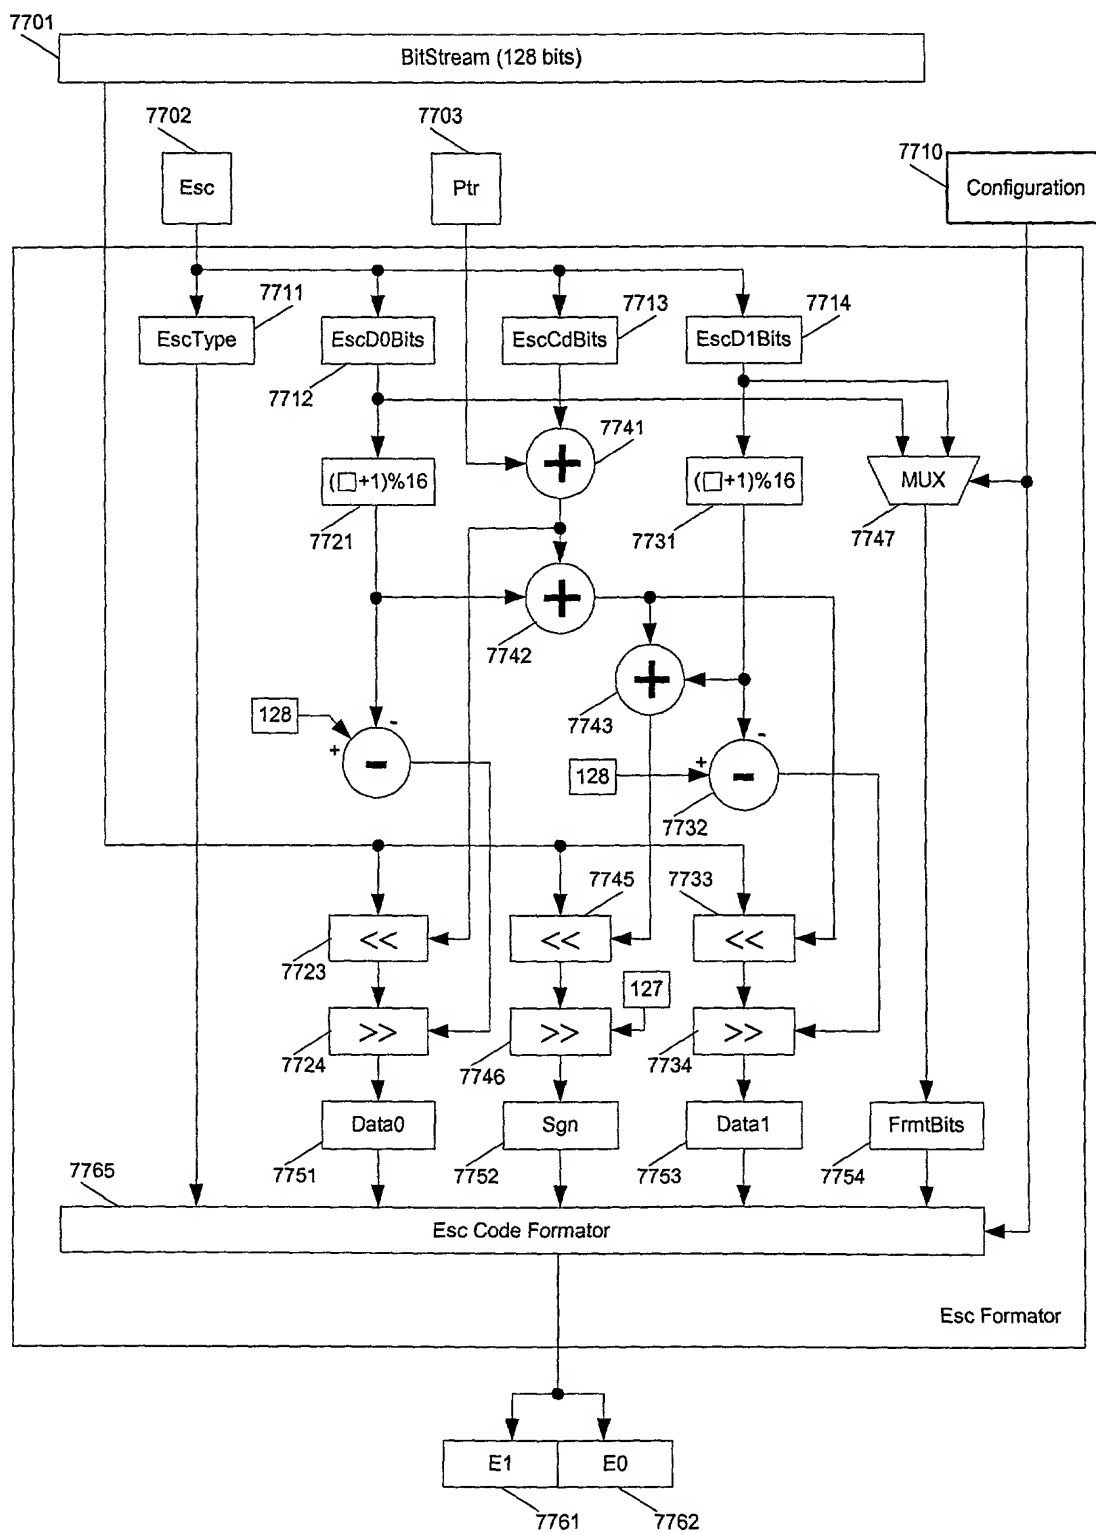 7701
BitStream (128 bits)
7702
7703
7710
Esc
Ptr
Configuration
7711
7713
7714
EscType
EscD0Bits
EscCdBits
EscD1Bits
7712
7741
(□+1)%16
+
(□+1)%16
MUX
7721
7731
7747
+
7742
+
7743
128
-
+
-
128
-
+
-
7732
7745
7733
<<
<<
<<
7723
127
>>
>>
>>
7724
7746
7734
Data0
Sgn
Data1
FrmtBits
7765
7751
7752
7753
7754
Esc Code Formator
Esc Formator
E1
E0
7761
7762